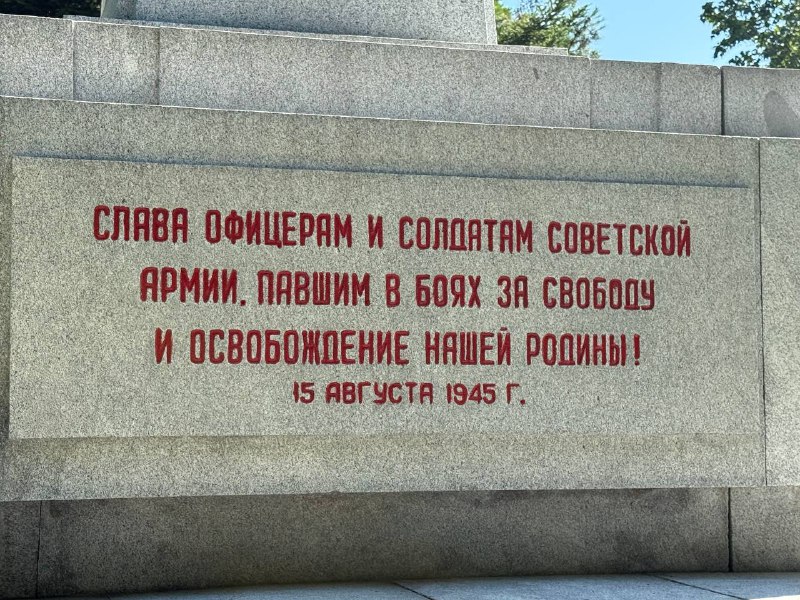 СЛАВА ОФИЦЕРАМ И СОЛДАТАМ СОВЕТСКОЙ
АРМИИ, ПАВШИМ В БОЯХ ЗА СВОБОДУ
И ОСВОБОЖДЕНИЕ НАШЕЙ РОДИНЫ!
15 АВГУСТА 1945 Г.